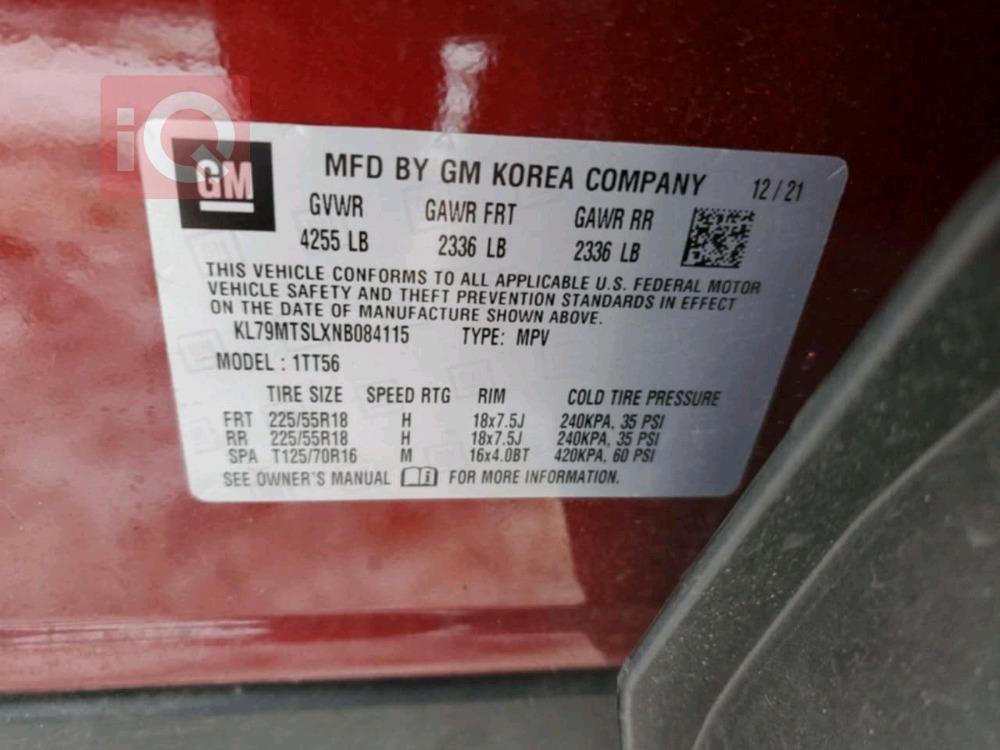 iQ
GM
MFD BY GM KOREA COMPANY 12/21
GVWR GAWR FRT GAWR RR
4255 LB 2336 LB 2336 LB
THIS VEHICLE CONFORMS TO ALL APPLICABLE U.S. FEDERAL MOTOR
VEHICLE SAFETY AND THEFT PREVENTION STANDARDS IN EFFECT
ON THE DATE OF MANUFACTURE SHOWN ABOVE.
KL79MTSLXNB084115 TYPE: MPV
MODEL : 1TT56
TIRE SIZE SPEED RTG RIM COLD TIRE PRESSURE
FRT 225/55R18 H 18x7.5J 240KPA, 35 PSI
RR 225/55R18 H 18x7.5J 240KPA, 35 PSI
SPA T125/70R16 M 16x4.0BT 420KPA, 60 PSI
SEE OWNER'S MANUAL i FOR MORE INFORMATION.